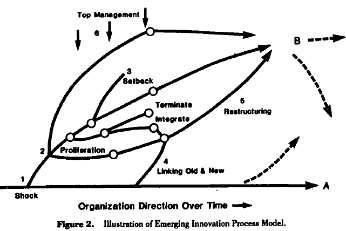 Top Management
6
B
3
Setback
Terminate
5
Integrate
Restructuring
2
Proliferation
4
1
Linking Old & New
A
Shock
Organization Direction Over Time
Figure 2. Illustration of Emerging Innovation Process Model.